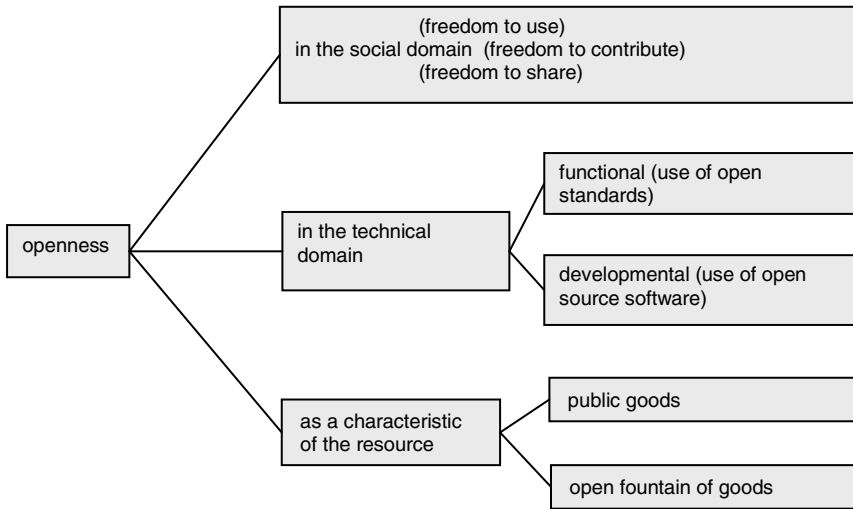 (freedom to use)
in the social domain (freedom to contribute)
(freedom to share)
functional (use of open
standards)
openness
in the technical
domain
developmental (use of open
source software)
as a characteristic
of the resource
public goods
open fountain of goods